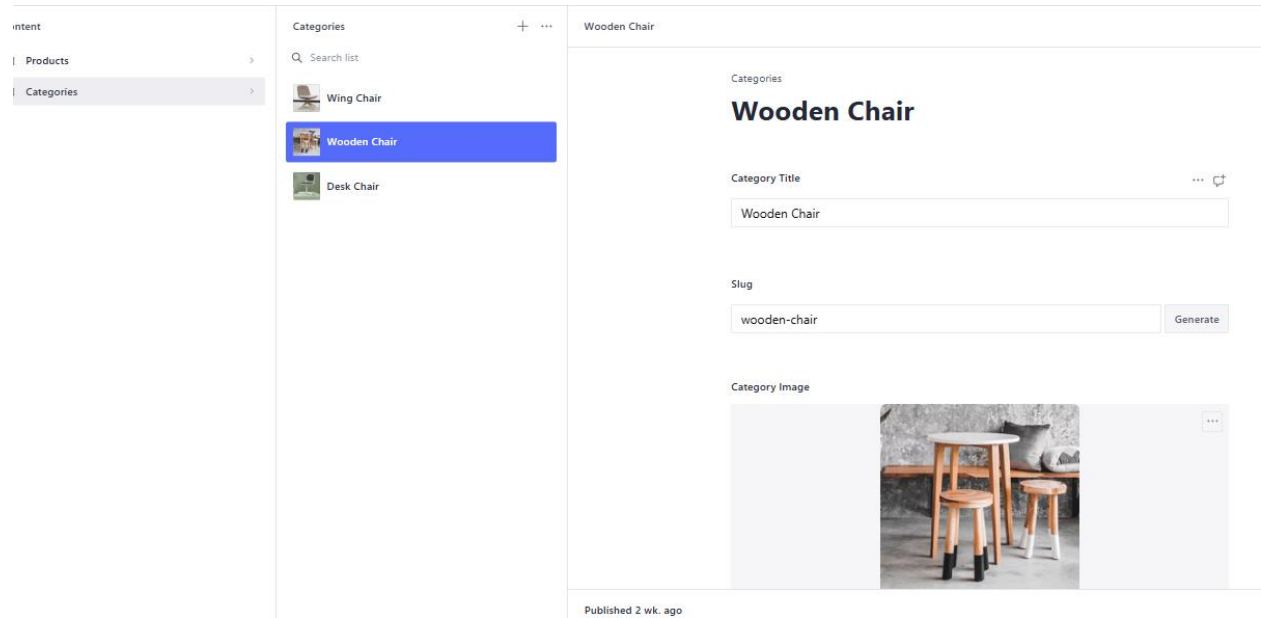 ntent
Products
Categories
Categories
Search list
Wing Chair
Wooden Chair
Desk Chair
Wooden Chair
Categories
Wooden Chair
Category Title
Wooden Chair
Slug
wooden-chair
Generate
Category Image
Published 2 wk. ago